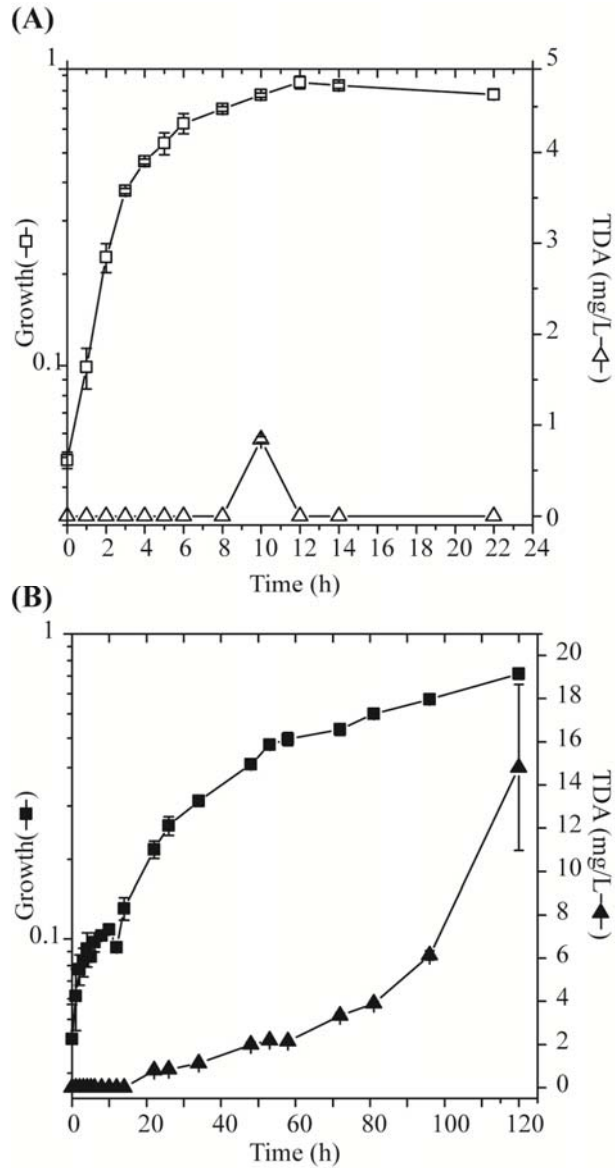 (A)
1
5
4
3
0.1
2
1
0
Growth(—□—)
TDA (mg/L—△—)
0 2 4 6 8 10 12 14 16 18 20 22 24
Time (h)
(B)
1
20
18
16
14
12
10
0.1
8
6
4
2
0
Growth(—■—)
TDA (mg/L—▲—)
0 20 40 60 80 100 120
Time (h)